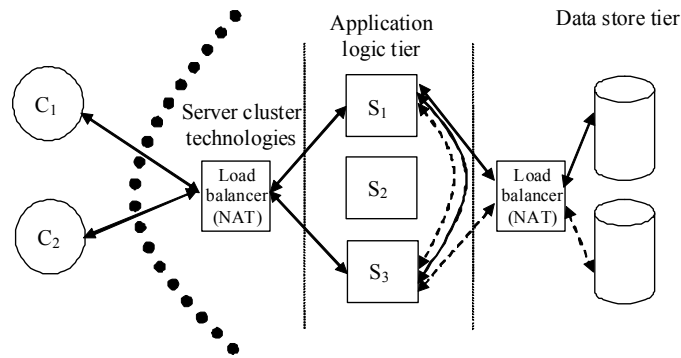 Application
logic tier
Data store tier
Server cluster
technologies
C1
C2
Load
balancer
(NAT)
S1
S2
S3
Load
balancer
(NAT)